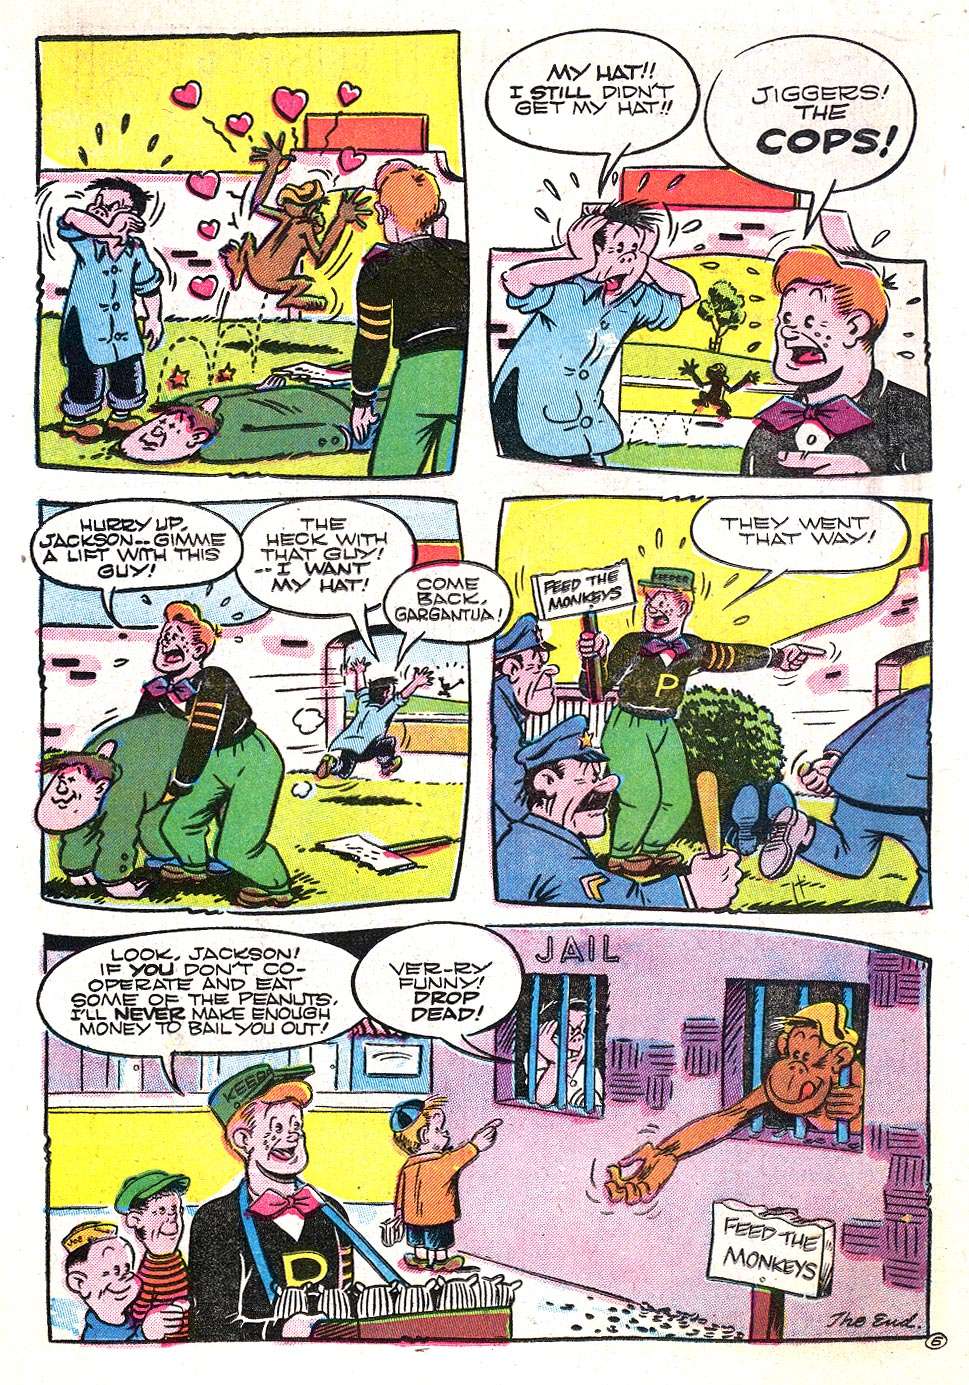 MY HAT!!
I STILL DIDN'T
GET MY HAT!!
JIGGERS!
THE
COPS!
HURRY UP,
JACKSON-- GIMME
A LIFT WITH THIS
GUY!
THE
HECK WITH
THAT GUY!
-- I WANT
MY HAT!
COME
BACK,
GARGANTUA!
THEY WENT
THAT WAY!
FEED THE
MONKEYS
KEEPER
P
LOOK, JACKSON!
IF YOU DON'T CO-
OPERATE AND EAT
SOME OF THE PEANUTS,
I'LL NEVER MAKE ENOUGH
MONEY TO BAIL YOU OUT!
VER-RY
FUNNY!
DROP
DEAD!
JAIL
KEEPER
P
FEED THE
MONKEYS
The End.
6